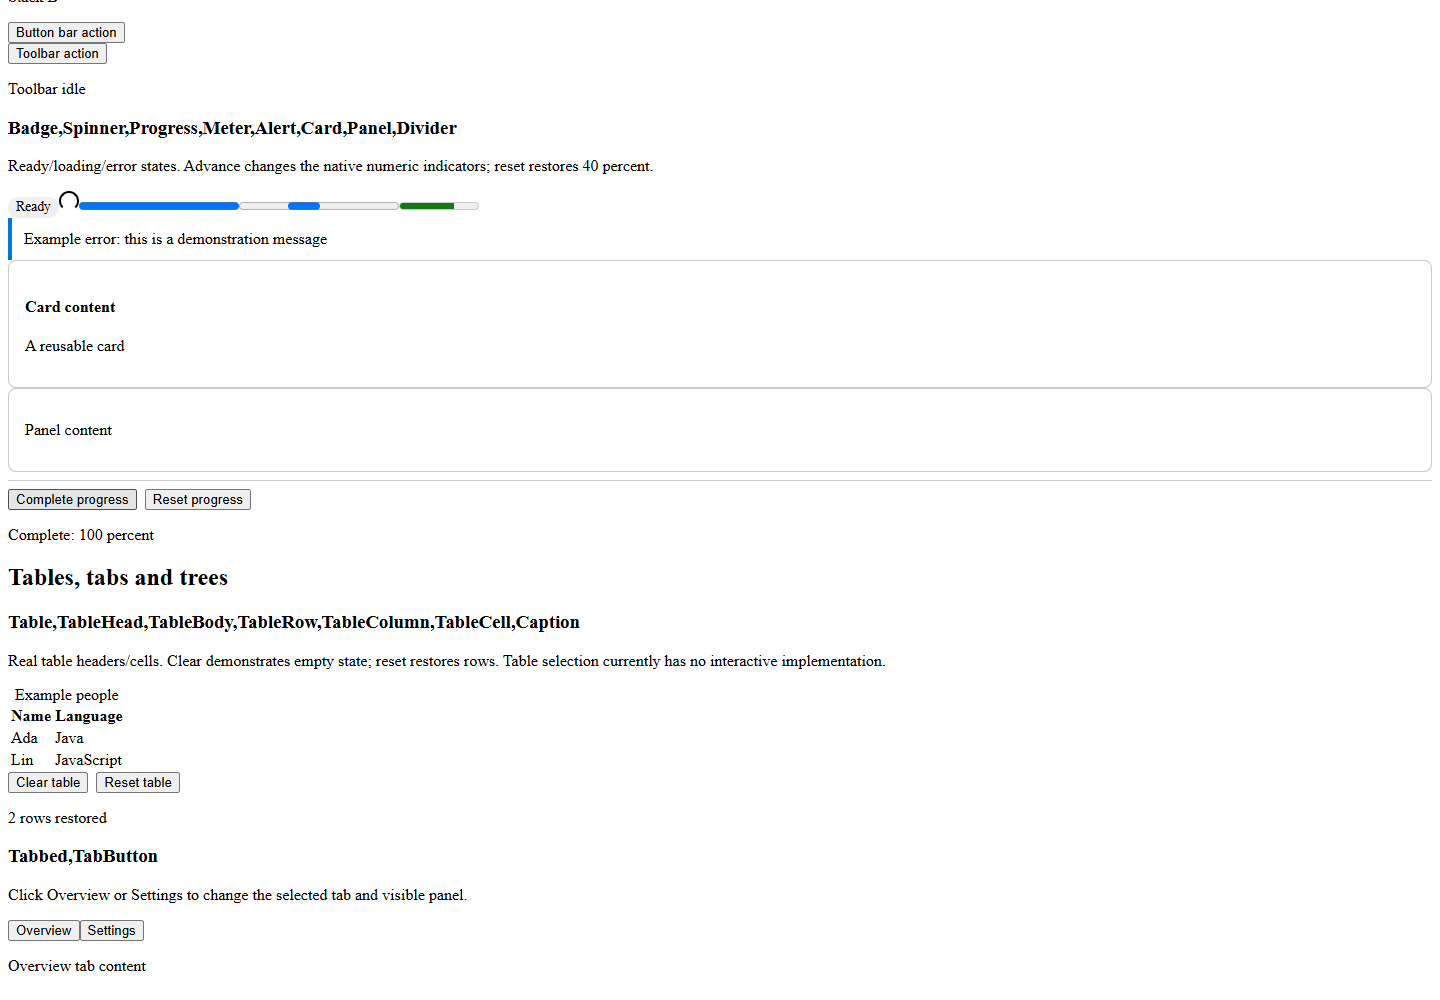 Button bar action
Toolbar action
Toolbar idle
Badge,Spinner,Progress,Meter,Alert,Card,Panel,Divider
Ready/loading/error states. Advance changes the native numeric indicators; reset restores 40 percent.
Ready
Example error: this is a demonstration message
Card content
A reusable card
Panel content
Complete progress Reset progress
Complete: 100 percent
Tables, tabs and trees
Table,TableHead,TableBody,TableRow,TableColumn,TableCell,Caption
Real table headers/cells. Clear demonstrates empty state; reset restores rows. Table selection currently has no interactive implementation.
Example people
Name Language
Ada Java
Lin JavaScript
Clear table Reset table
2 rows restored
Tabbed,TabButton
Click Overview or Settings to change the selected tab and visible panel.
Overview Settings
Overview tab content